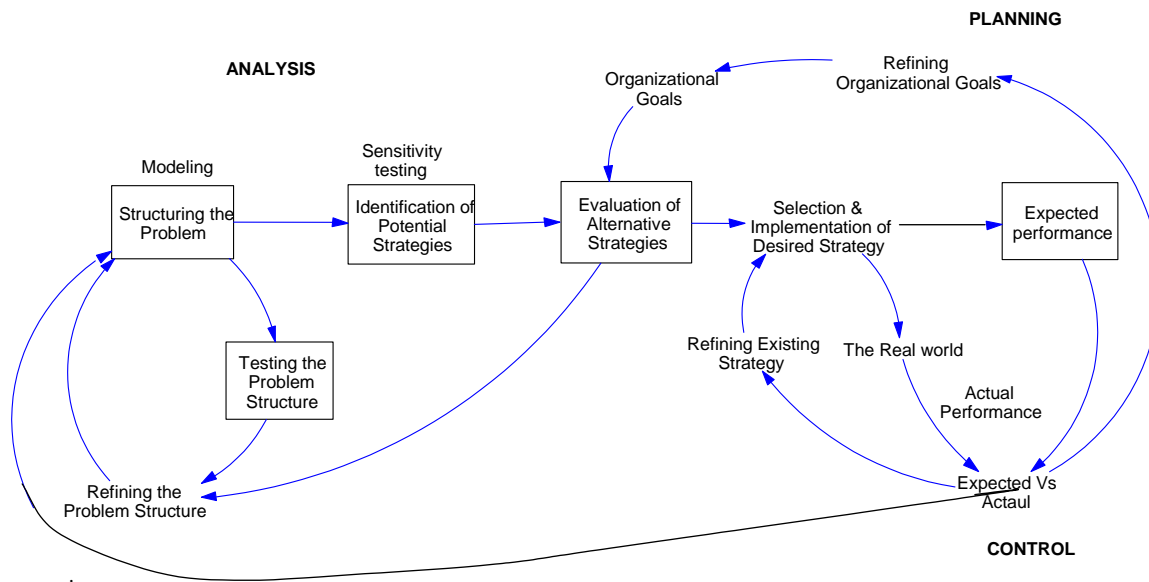 PLANNING
ANALYSIS
Organizational
Goals
Refining
Organizational Goals
Modeling
Sensitivity
testing
Structuring the
Problem
Identification of
Potential
Strategies
Evaluation of
Alternative
Strategies
Selection &
Implementation of
Desired Strategy
Expected
performance
Testing the
Problem
Structure
Refining Existing
Strategy
The Real world
Actual
Performance
Refining the
Problem Structure
Expected Vs
Actaul
CONTROL